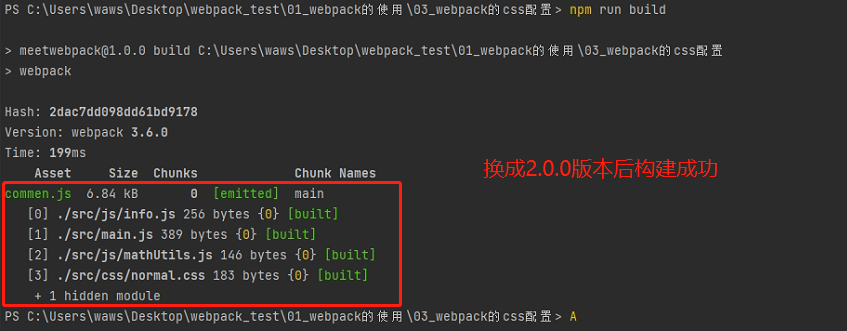 PS C:\Users\waws\Desktop\webpack_test\01_webpack的使用\03_webpack的css配置> npm run build
> meetwebpack@1.0.0 build C:\Users\waws\Desktop\webpack_test\01_webpack的使用\03_webpack的css配置
> webpack
Hash: 2dac7dd098dd61bd9178
Version: webpack 3.6.0
Time: 199ms
Asset Size Chunks Chunk Names
commen.js 6.84 kB 0 [emitted] main
[0] ./src/js/info.js 256 bytes {0} [built]
[1] ./src/main.js 389 bytes {0} [built]
[2] ./src/js/mathUtils.js 146 bytes {0} [built]
[3] ./src/css/normal.css 183 bytes {0} [built]
+ 1 hidden module
PS C:\Users\waws\Desktop\webpack_test\01_webpack的使用\03_webpack的css配置> A
换成2.0.0版本后构建成功